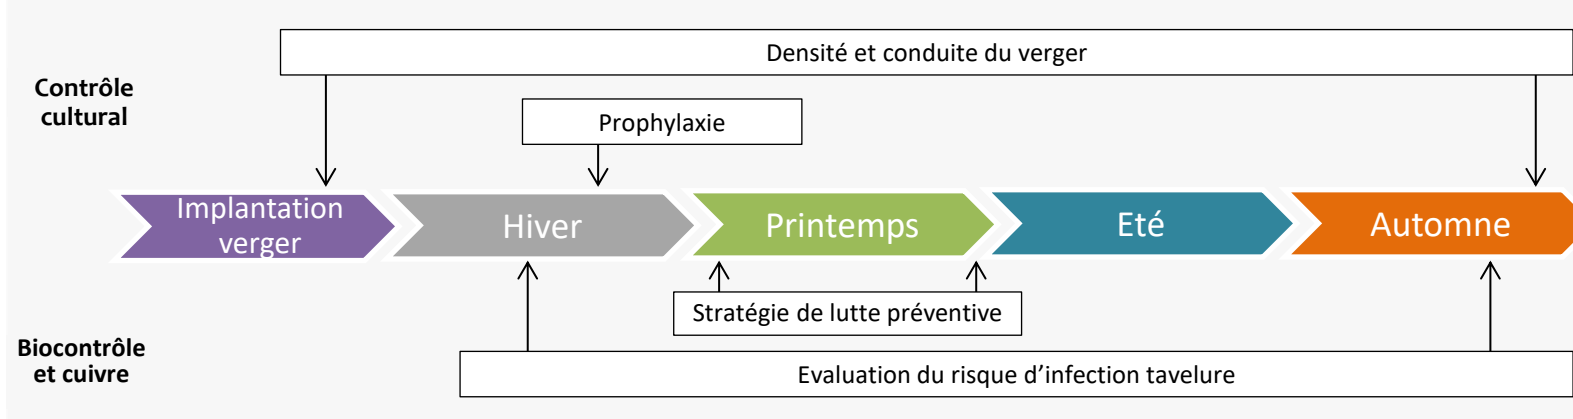 Densité et conduite du verger
Contrôle
cultural
Prophylaxie
Implantation
verger
Hiver
Printemps
Eté
Automne
Stratégie de lutte préventive
Biocontrôle
et cuivre
Evaluation du risque d’infection tavelure